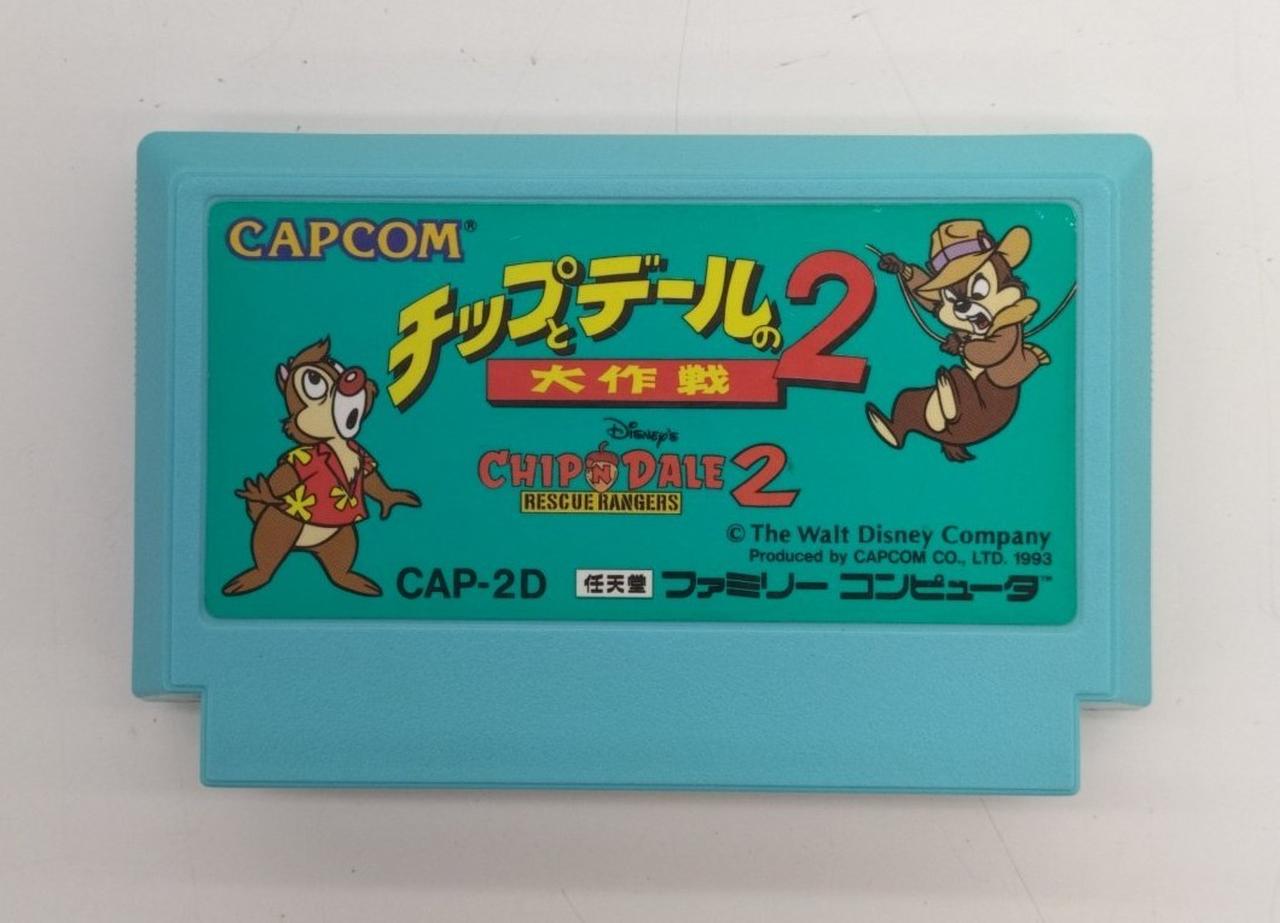 CAPCOM®
チップとデールの2
大作戦
Disney's
CHIP 'N DALE 2
RESCUE RANGERS
© The Walt Disney Company
Produced by CAPCOM CO., LTD. 1993
CAP-2D 任天堂 ファミリー コンピュータ™